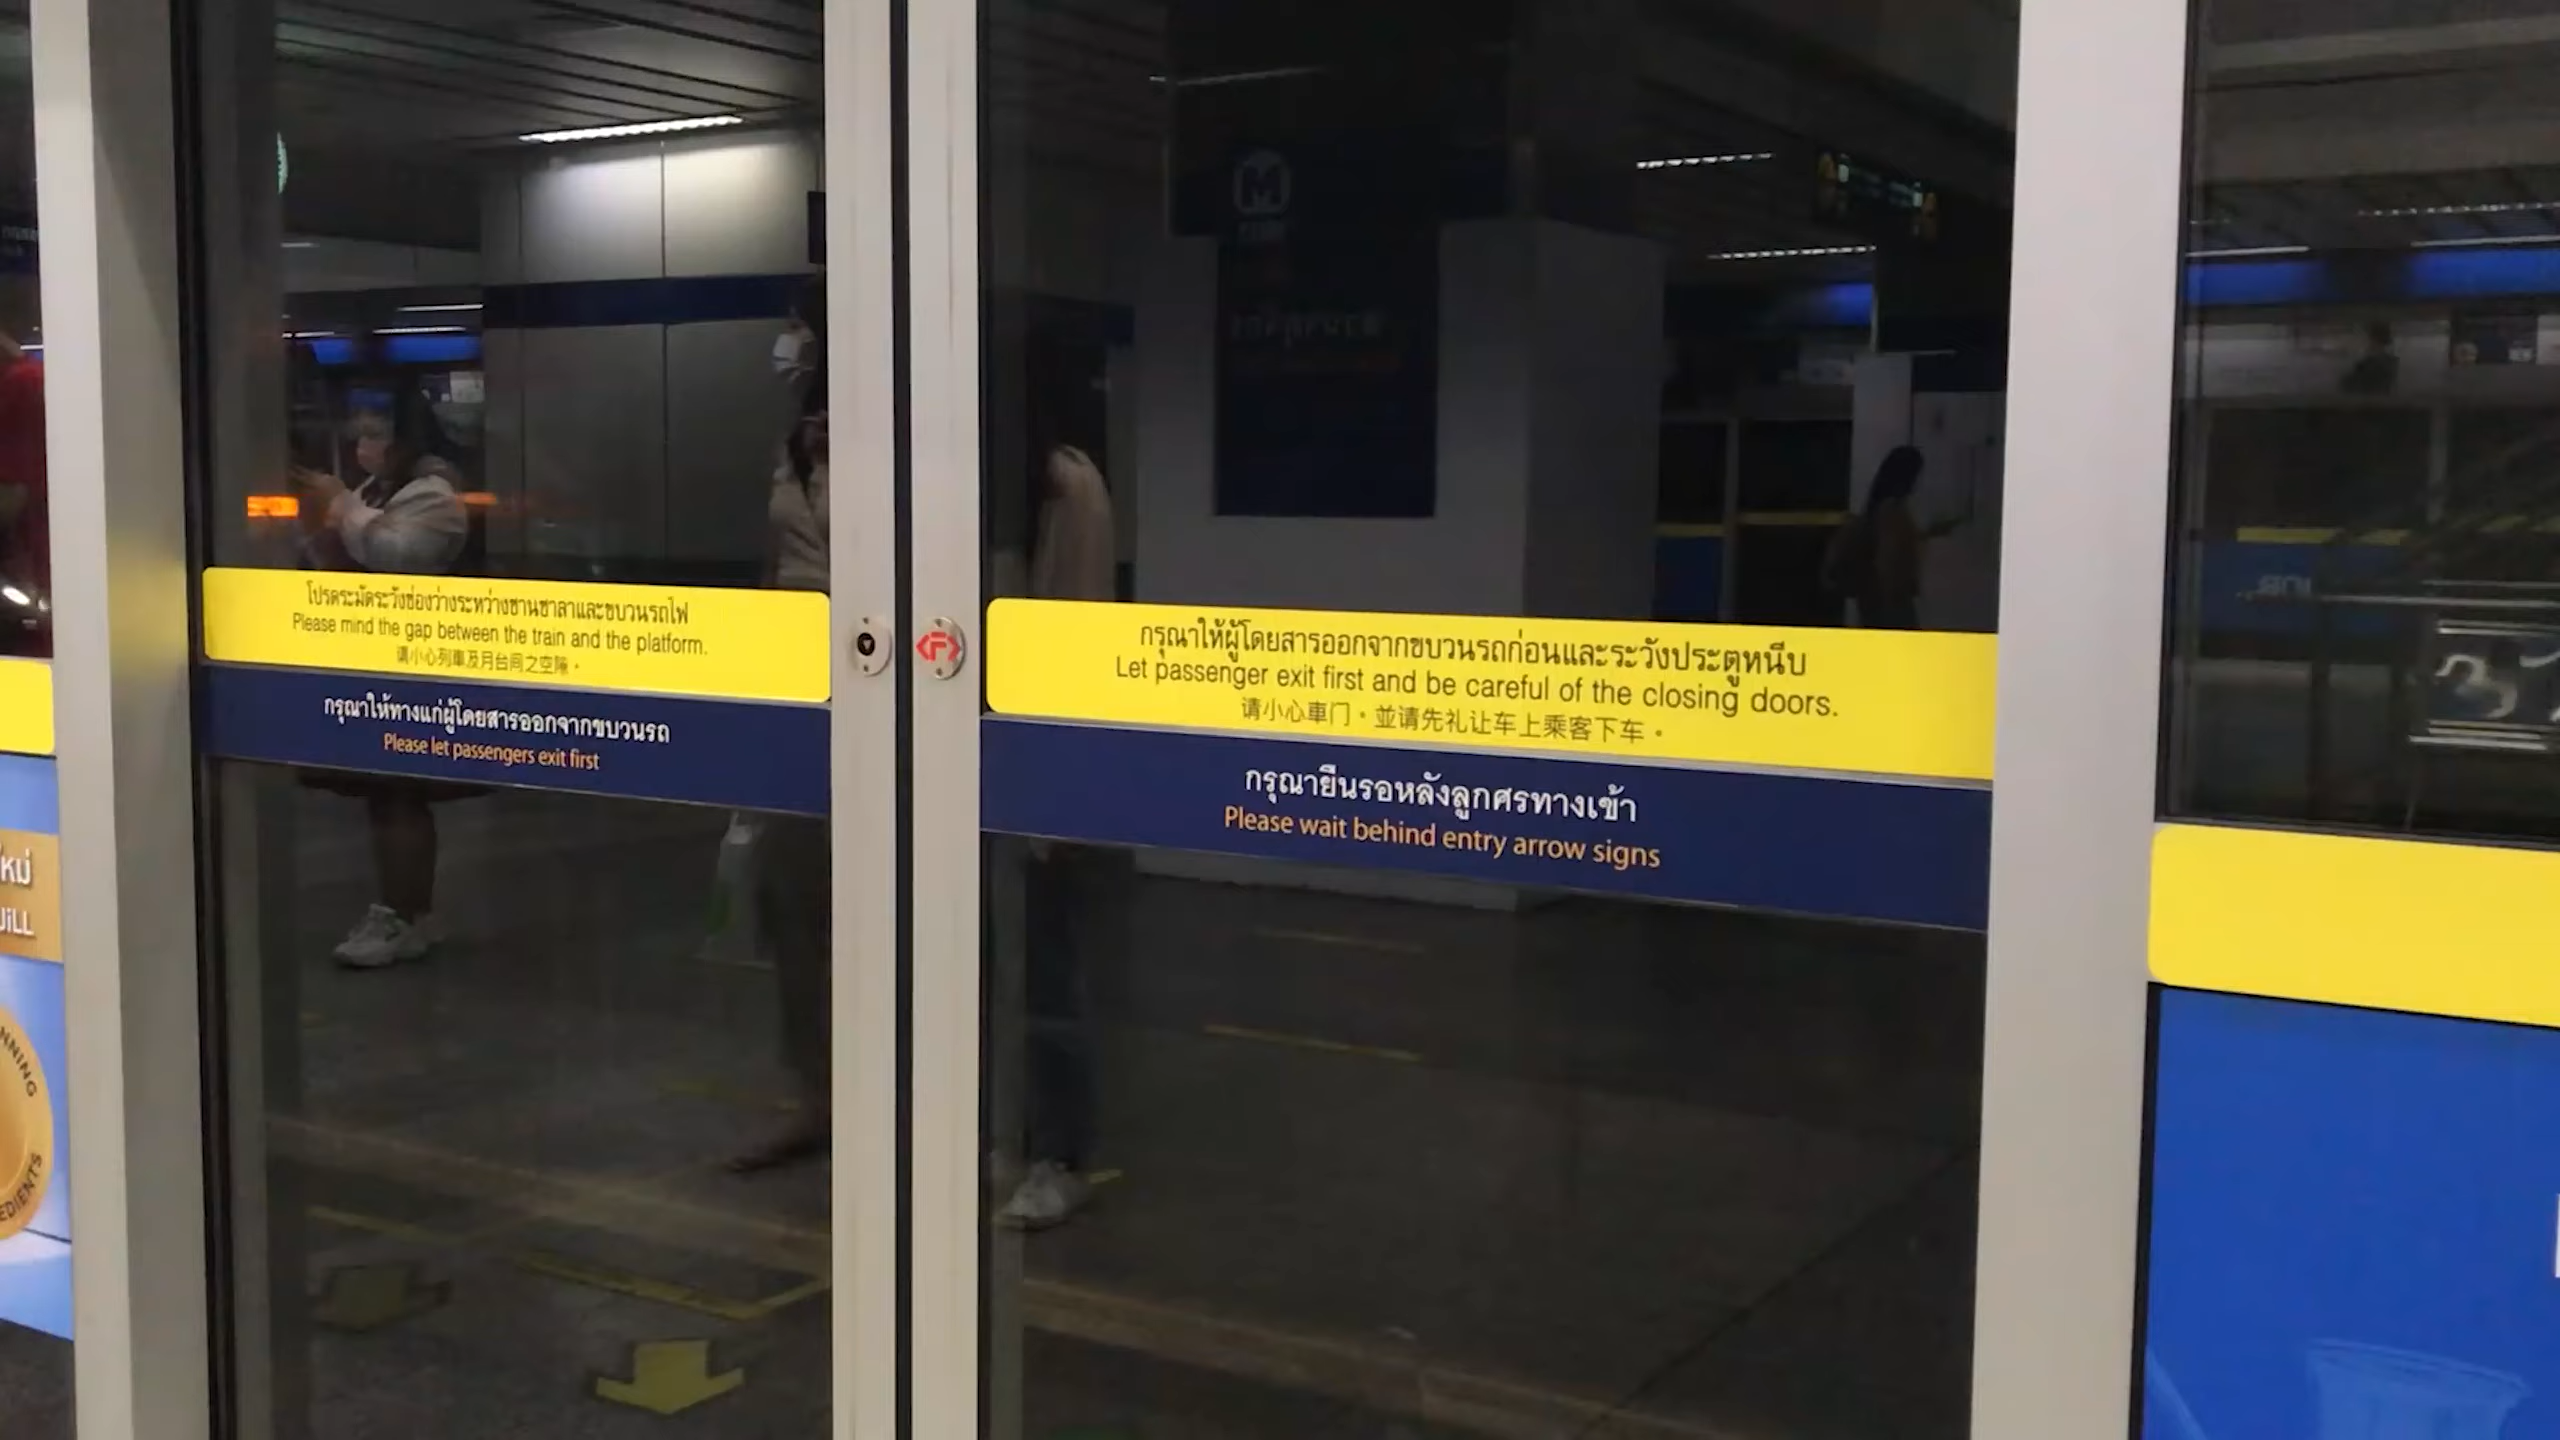 โปรดระมัดระวังช่องว่างระหว่างชานชาลาและขบวนรถไฟ
Please mind the gap between the train and the platform.
请小心列車及月台间之空隙。
กรุณาให้ทางแก่ผู้โดยสารออกจากขบวนรถ
Please let passengers exit first
กรุณาให้ผู้โดยสารออกจากขบวนรถก่อนและระวังประตูหนีบ
Let passenger exit first and be careful of the closing doors.
请小心車门。並请先礼让车上乘客下车。
กรุณายืนรอหลังลูกศรทางเข้า
Please wait behind entry arrow signs
M